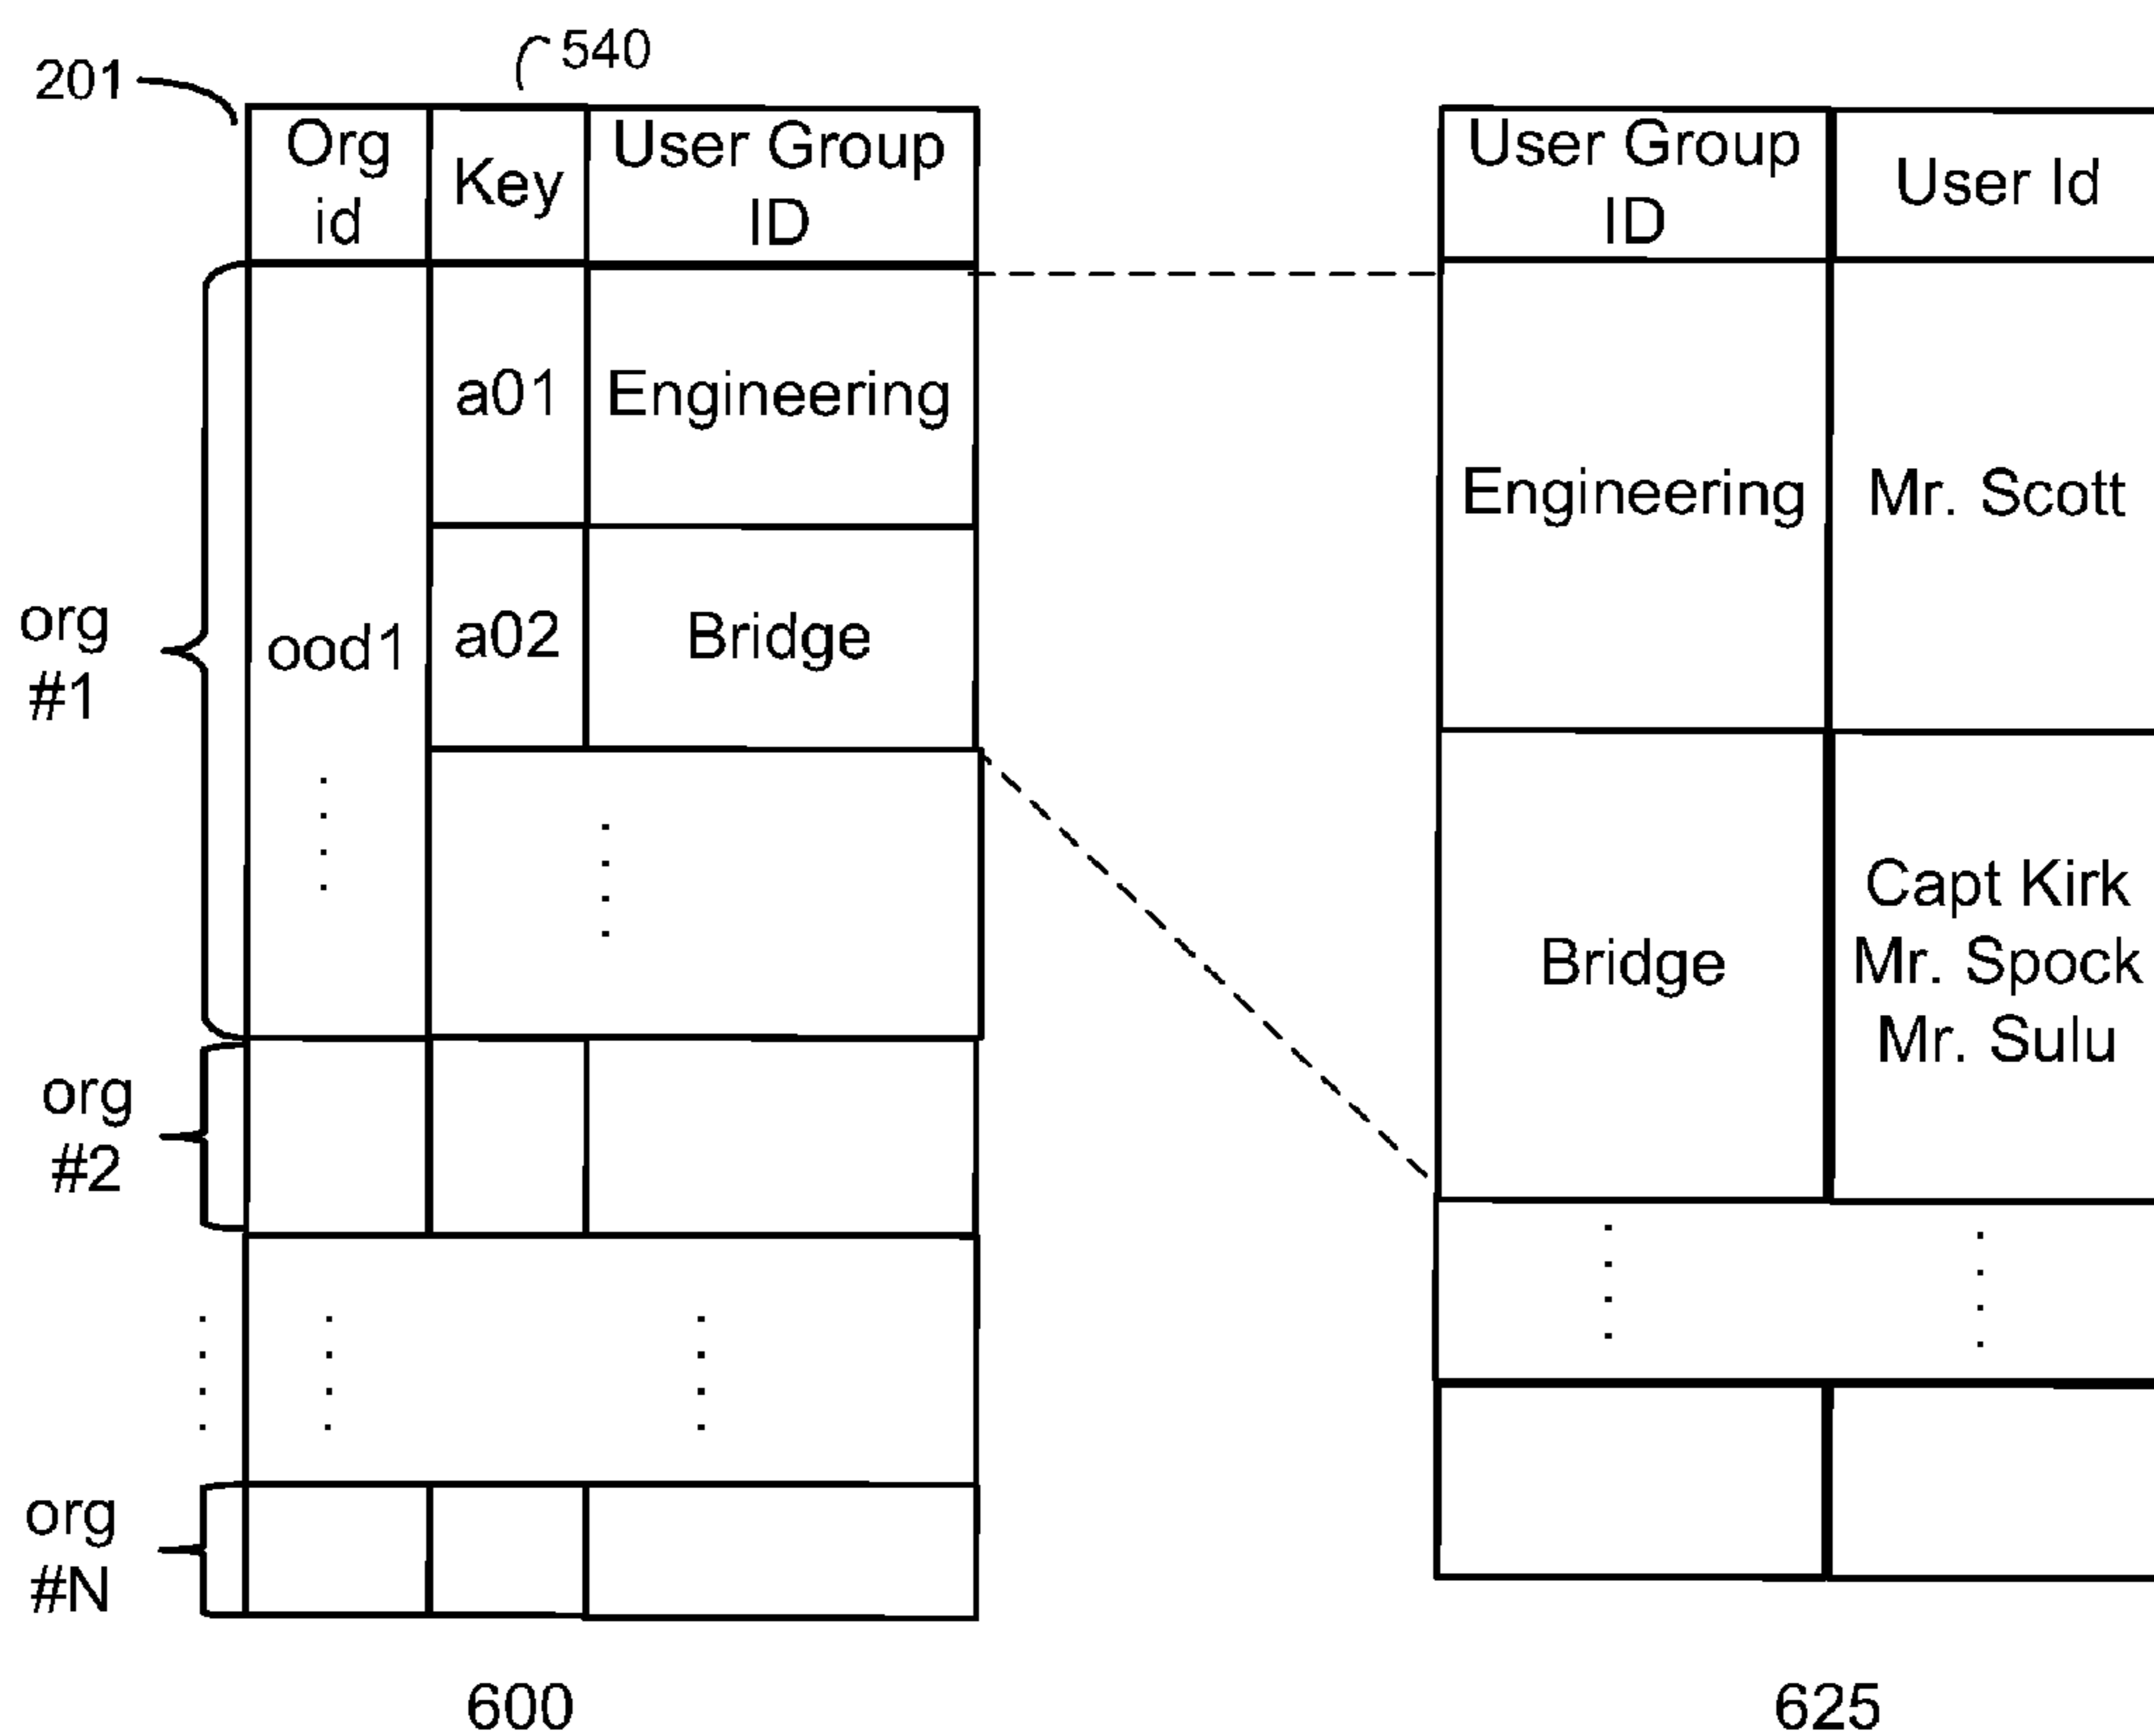 201
540
Org
id
Key
User Group
ID
a01
Engineering
org
#1
ood1
a02
Bridge
org
#2
org
#N
600
User Group
ID
User Id
Engineering
Mr. Scott
Bridge
Capt Kirk
Mr. Spock
Mr. Sulu
625